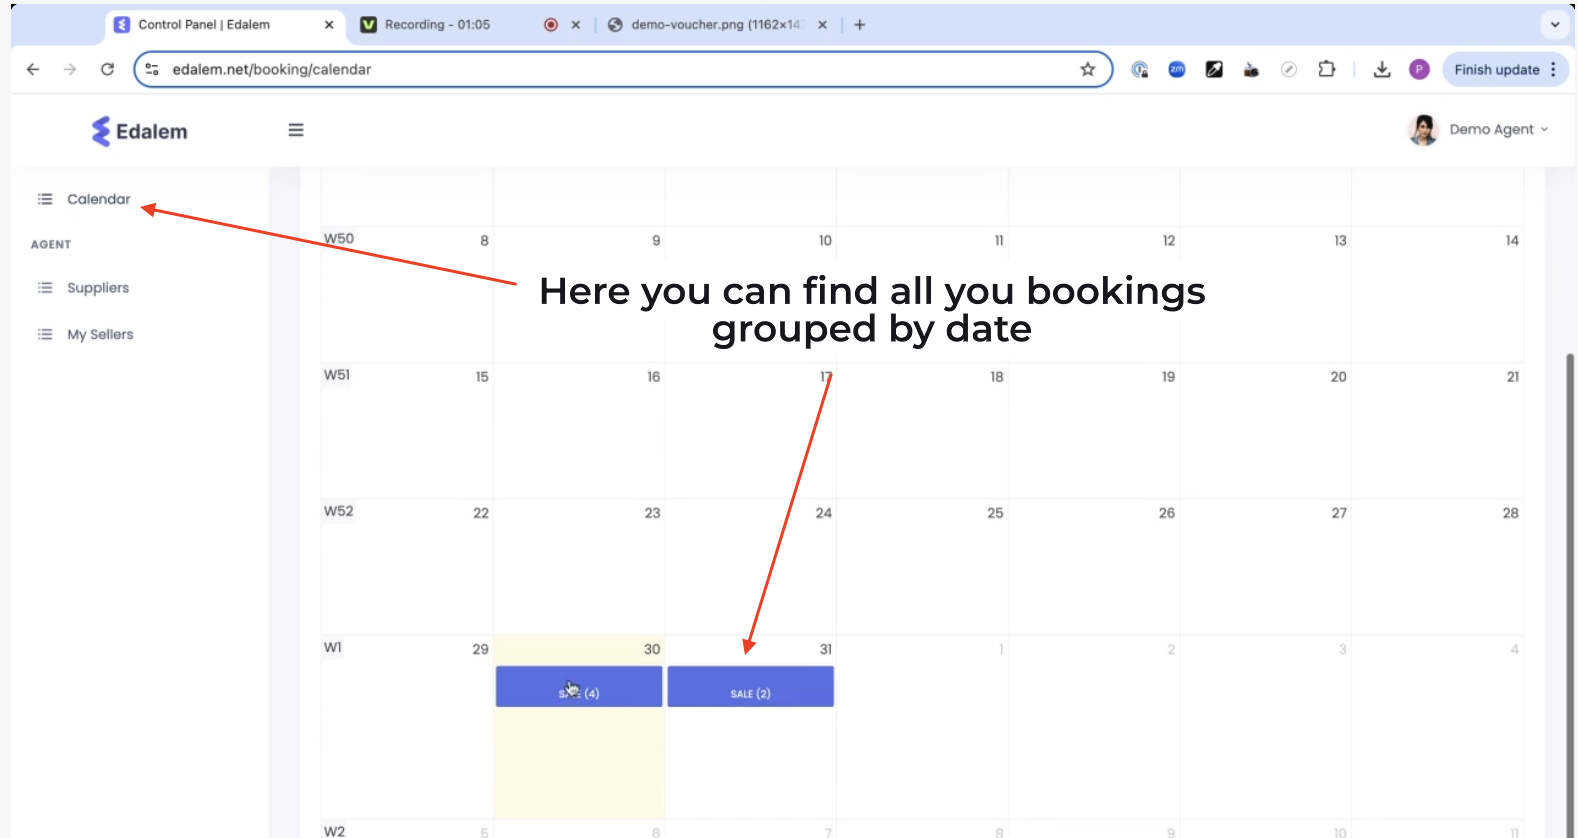 Control Panel | Edalem
Recording - 01:05
demo-voucher.png (1162×14
edalem.net/booking/calendar
zm
P
Finish update
Edalem
Demo Agent
Calendar
AGENT
Suppliers
My Sellers
W50 8 9 10 11 12 13 14
Here you can find all you bookings
grouped by date
W51 15 16 17 18 19 20 21
W52 22 23 24 25 26 27 28
W1 29 30 31 1 2 3 4
(4) SALE (2)
W2 5 6 7 8 9 10 11